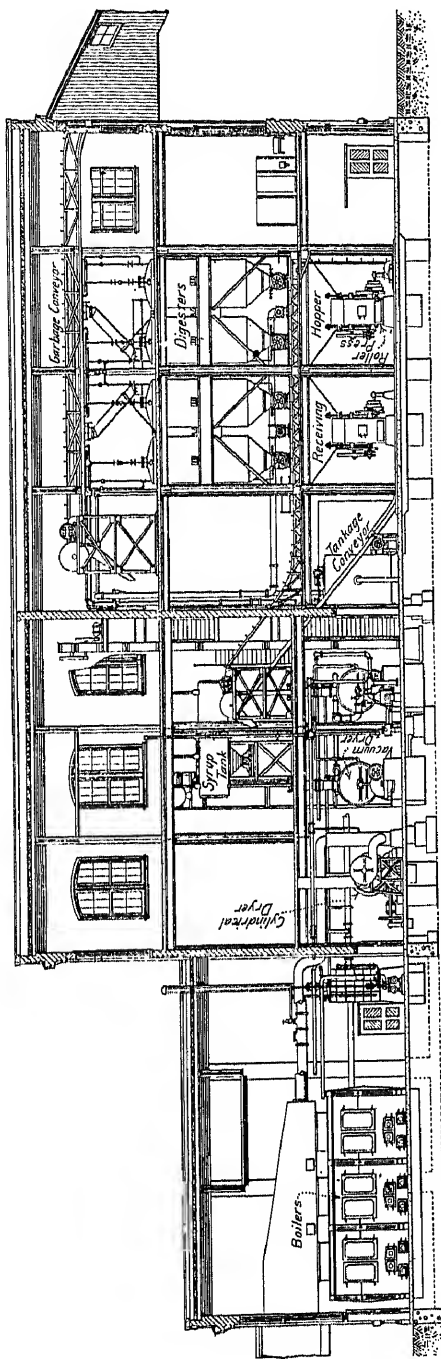 Garbage Conveyor
Digesters
Hopper
Roller
Press
Receiving
Tankage
Conveyor
Syrup
Tank
Vacuum
Dryer
Cylindrical
Dryer
Boilers